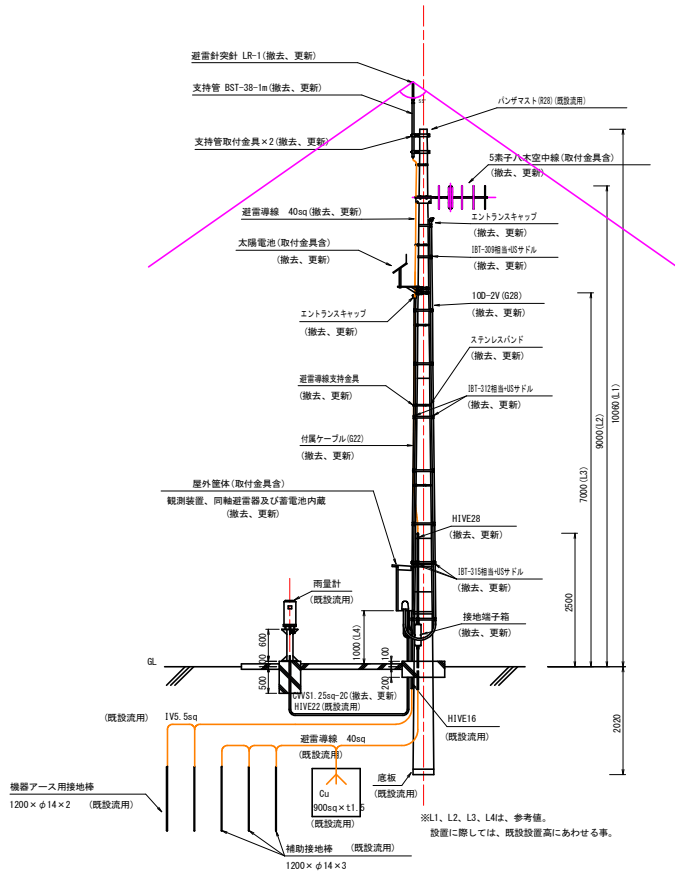 避雷針突針 LR-1(撤去、更新)
支持管 BST-38-1m(撤去、更新)
パンザマスト(R28)(既設流用)
支持管取付金具×2(撤去、更新)
5素子八木空中線(取付金具含)
(撤去、更新)
避雷導線 40sq(撤去、更新)
エントランスキャップ
(撤去、更新)
太陽電池(取付金具含)
(撤去、更新)
IBT-309相当+USサドル
(撤去、更新)
10D-2V(G28)
(撤去、更新)
エントランスキャップ
(撤去、更新)
ステンレスバンド
(撤去、更新)
避雷導線支持金具
(撤去、更新)
IBT-312相当+USサドル
(撤去、更新)
付属ケーブル(G22)
(撤去、更新)
屋外筐体(取付金具含)
観測装置、同軸避雷器及び蓄電池内蔵
(撤去、更新)
HIVE28
(撤去、更新)
IBT-315相当+USサドル
(撤去、更新)
雨量計
(既設流用)
接地端子箱
(撤去、更新)
10060(L1)
9000(L2)
7000(L3)
2500
1000(L4)
600
100
500
100
200
2020
GL
CVVS1.25sq-2C(撤去、更新)
HIVE22(既設流用)
(既設流用) IV5.5sq
HIVE16
(既設流用)
避雷導線 40sq
(既設流用)
機器アース用接地棒
1200×φ14×2 (既設流用)
Cu
900sq×t1.5
(既設流用)
底板
(既設流用)
補助接地棒 (既設流用)
1200×φ14×3
※L1、L2、L3、L4は、参考値。
設置に際しては、既設設置高にあわせる事。